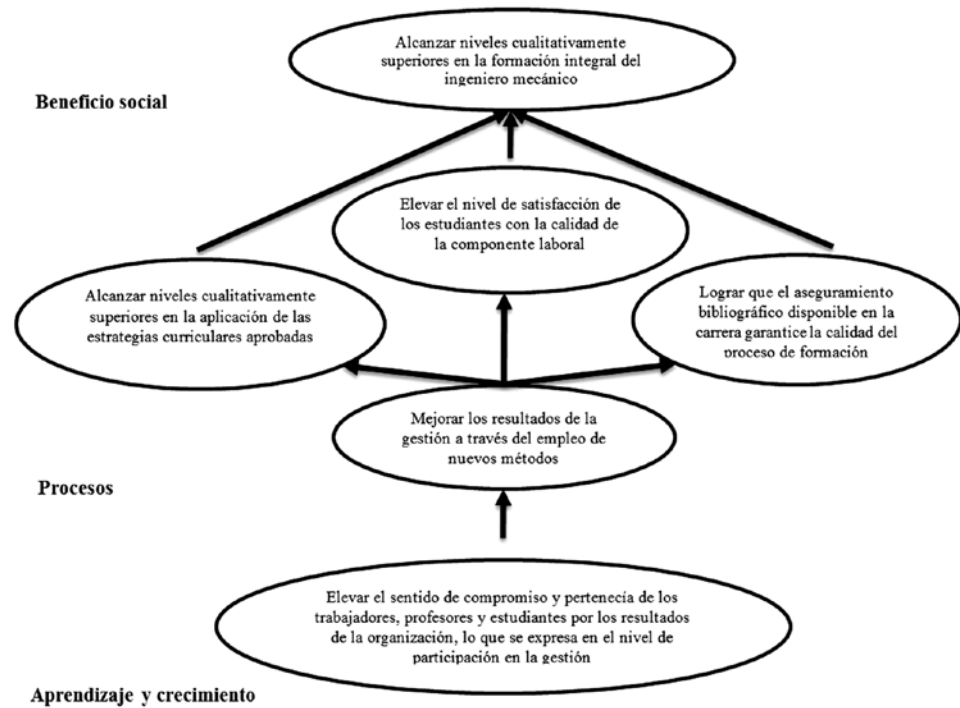 Alcanzar niveles cualitativamente
superiores en la formación integral del
ingeniero mecánico
Beneficio social
Elevar el nivel de satisfacción de
los estudiantes con la calidad de
la componente laboral
Alcanzar niveles cualitativamente
superiores en la aplicación de las
estrategias curriculares aprobadas
Lograr que el aseguramiento
bibliográfico disponible en la
carrera garantice la calidad del
proceso de formación
Mejorar los resultados de la
gestión a través del empleo de
nuevos métodos
Procesos
Elevar el sentido de compromiso y pertenecía de los
trabajadores, profesores y estudiantes por los resultados
de la organización, lo que se expresa en el nivel de
participación en la gestión
Aprendizaje y crecimiento